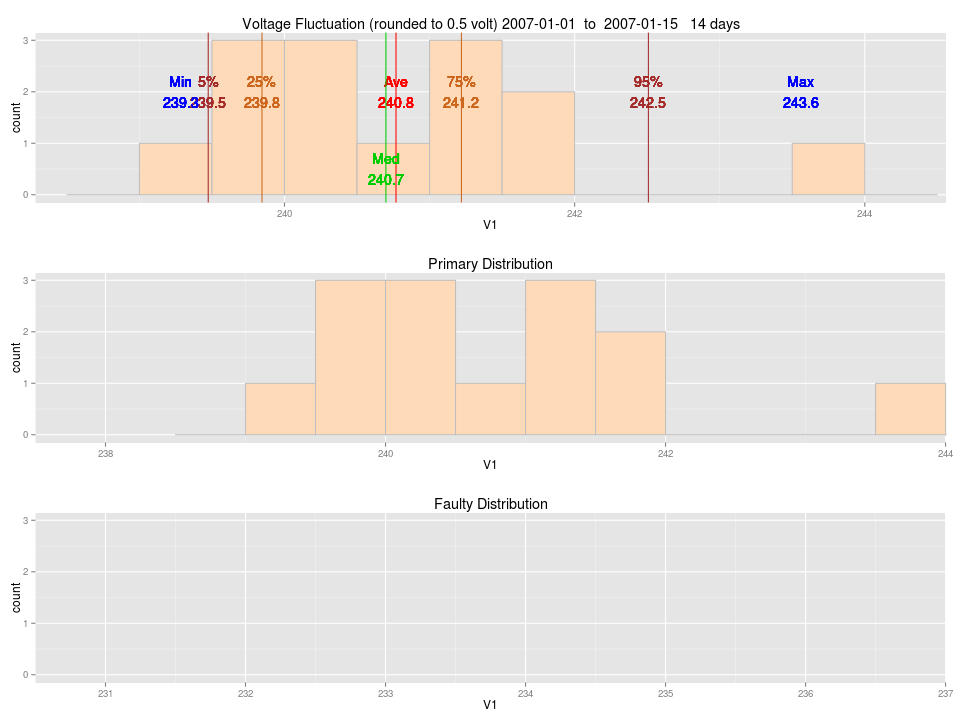 Voltage Fluctuation (rounded to 0.5 volt) 2007-01-01 to 2007-01-15 14 days
3
2
1
0
count
Min 5% 25% Ave 75% 95% Max
239.3 239.5 239.8 240.8 241.2 242.5 243.6
Med
240.7
240 242 244
V1
Primary Distribution
3
2
1
0
count
238 240 242 244
V1
Faulty Distribution
3
2
1
0
count
231 232 233 234 235 236 237
V1